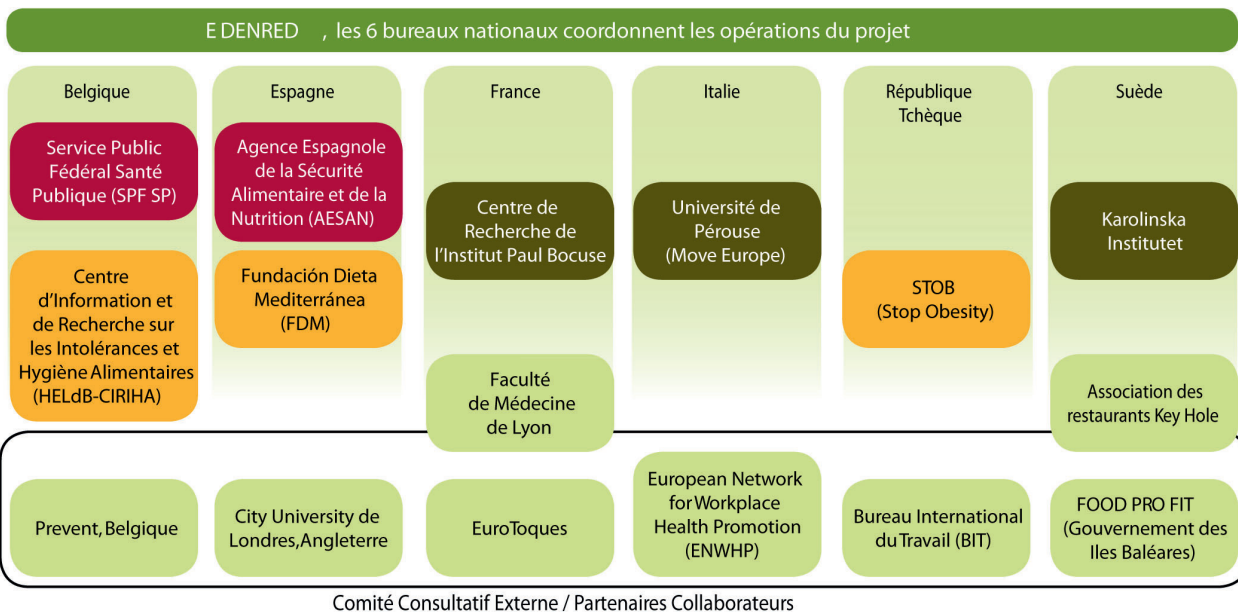 E DENRED , les 6 bureaux nationaux coordonnent les opérations du projet
Belgique
Service Public
Fédéral Santé
Publique (SPF SP)
Centre
d'Information et
de Recherche sur
les Intolérances et
Hygiène Alimentaires
(HELdB-CIRIHA)
Espagne
Agence Espagnole
de la Sécurité
Alimentaire et de la
Nutrition (AESAN)
Fundación Dieta
Mediterránea
(FDM)
France
Centre de
Recherche de
l'Institut Paul Bocuse
Faculté
de Médecine
de Lyon
Italie
Université de
Pérouse
(Move Europe)
République
Tchèque
STOB
(Stop Obesity)
Suède
Karolinska
Institutet
Association des
restaurants Key Hole
Prevent, Belgique
City University de
Londres, Angleterre
EuroToques
European Network
for Workplace
Health Promotion
(ENWHP)
Bureau International
du Travail (BIT)
FOOD PRO FIT
(Gouvernement des
Iles Baléares)
Comité Consultatif Externe / Partenaires Collaborateurs